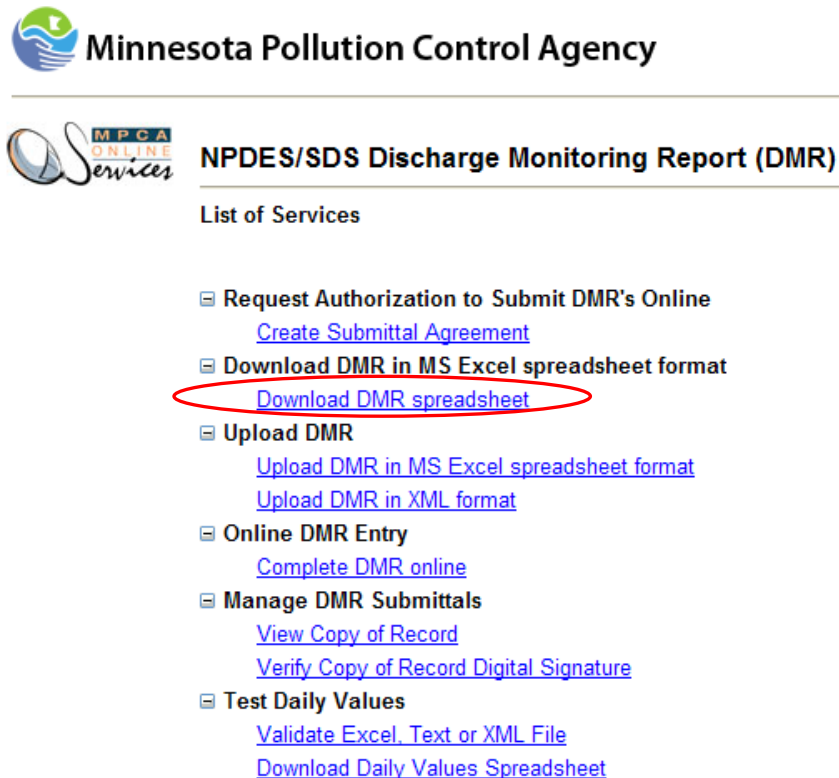 Minnesota Pollution Control Agency
MPCA
ONLINE
Services
NPDES/SDS Discharge Monitoring Report (DMR)
List of Services
Request Authorization to Submit DMR's Online
Create Submittal Agreement
Download DMR in MS Excel spreadsheet format
Download DMR spreadsheet
Upload DMR
Upload DMR in MS Excel spreadsheet format
Upload DMR in XML format
Online DMR Entry
Complete DMR online
Manage DMR Submittals
View Copy of Record
Verify Copy of Record Digital Signature
Test Daily Values
Validate Excel, Text or XML File
Download Daily Values Spreadsheet